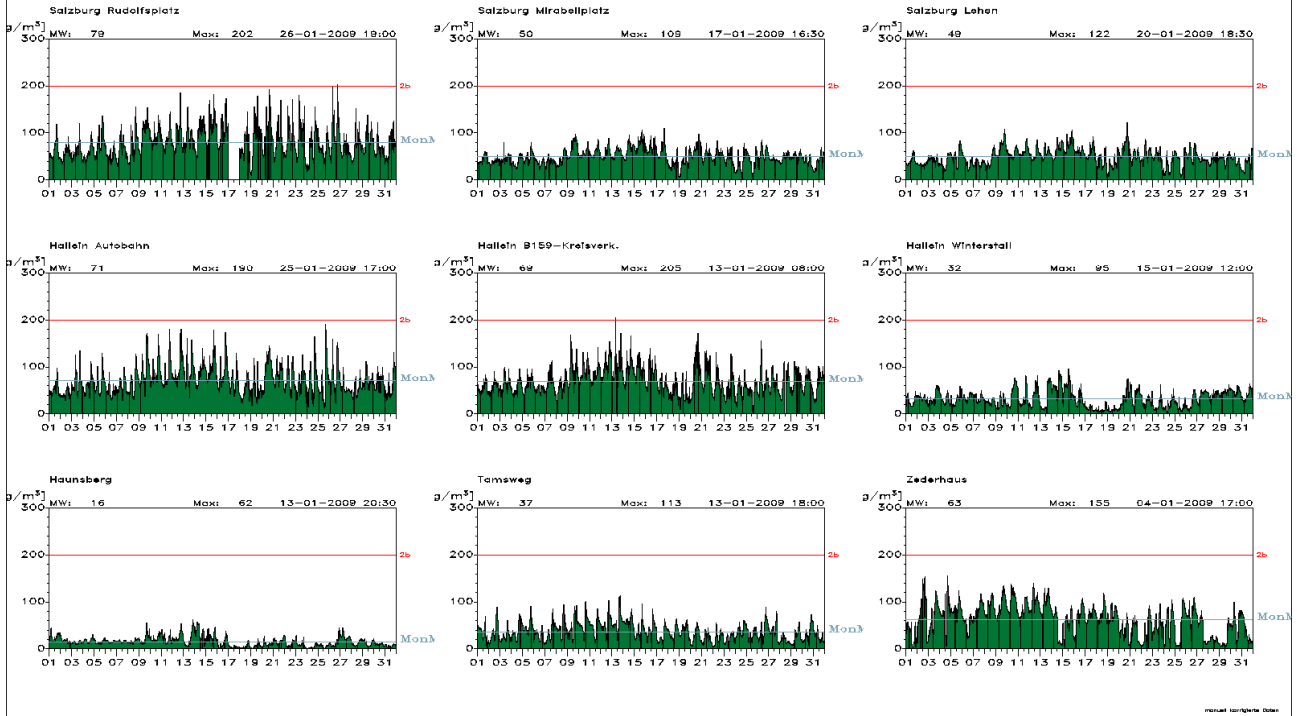 Salzburg Rudolfsplatz Salzburg Mirabellplatz Salzburg Lehen
g/m³] MW: 79 Max: 202 26-01-2009 19:00 g/m³] MW: 50 Max: 109 17-01-2009 16:30 g/m³] MW: 49 Max: 122 20-01-2009 18:30
300 300 300
200 2b 200 2b 200 2b
100 MonM 100 MonM 100 MonM
0 0 0
01 03 05 07 09 11 13 15 17 19 21 23 25 27 29 31 01 03 05 07 09 11 13 15 17 19 21 23 25 27 29 31 01 03 05 07 09 11 13 15 17 19 21 23 25 27 29 31
Hallein Autobahn Hallein B159-Kreisverk. Hallein Winterstall
g/m³] MW: 71 Max: 190 25-01-2009 17:00 g/m³] MW: 69 Max: 205 13-01-2009 08:00 g/m³] MW: 32 Max: 95 15-01-2009 12:00
300 300 300
200 2b 200 2b 200 2b
100 MonM 100 MonM 100 MonM
0 0 0
01 03 05 07 09 11 13 15 17 19 21 23 25 27 29 31 01 03 05 07 09 11 13 15 17 19 21 23 25 27 29 31 01 03 05 07 09 11 13 15 17 19 21 23 25 27 29 31
Haunsberg Tamsweg Zederhaus
g/m³] MW: 16 Max: 62 13-01-2009 20:30 g/m³] MW: 37 Max: 113 13-01-2009 18:00 g/m³] MW: 63 Max: 155 04-01-2009 17:00
300 300 300
200 2b 200 2b 200 2b
100 MonM 100 MonM 100 MonM
0 0 0
01 03 05 07 09 11 13 15 17 19 21 23 25 27 29 31 01 03 05 07 09 11 13 15 17 19 21 23 25 27 29 31 01 03 05 07 09 11 13 15 17 19 21 23 25 27 29 31
manuell korrigierte Daten